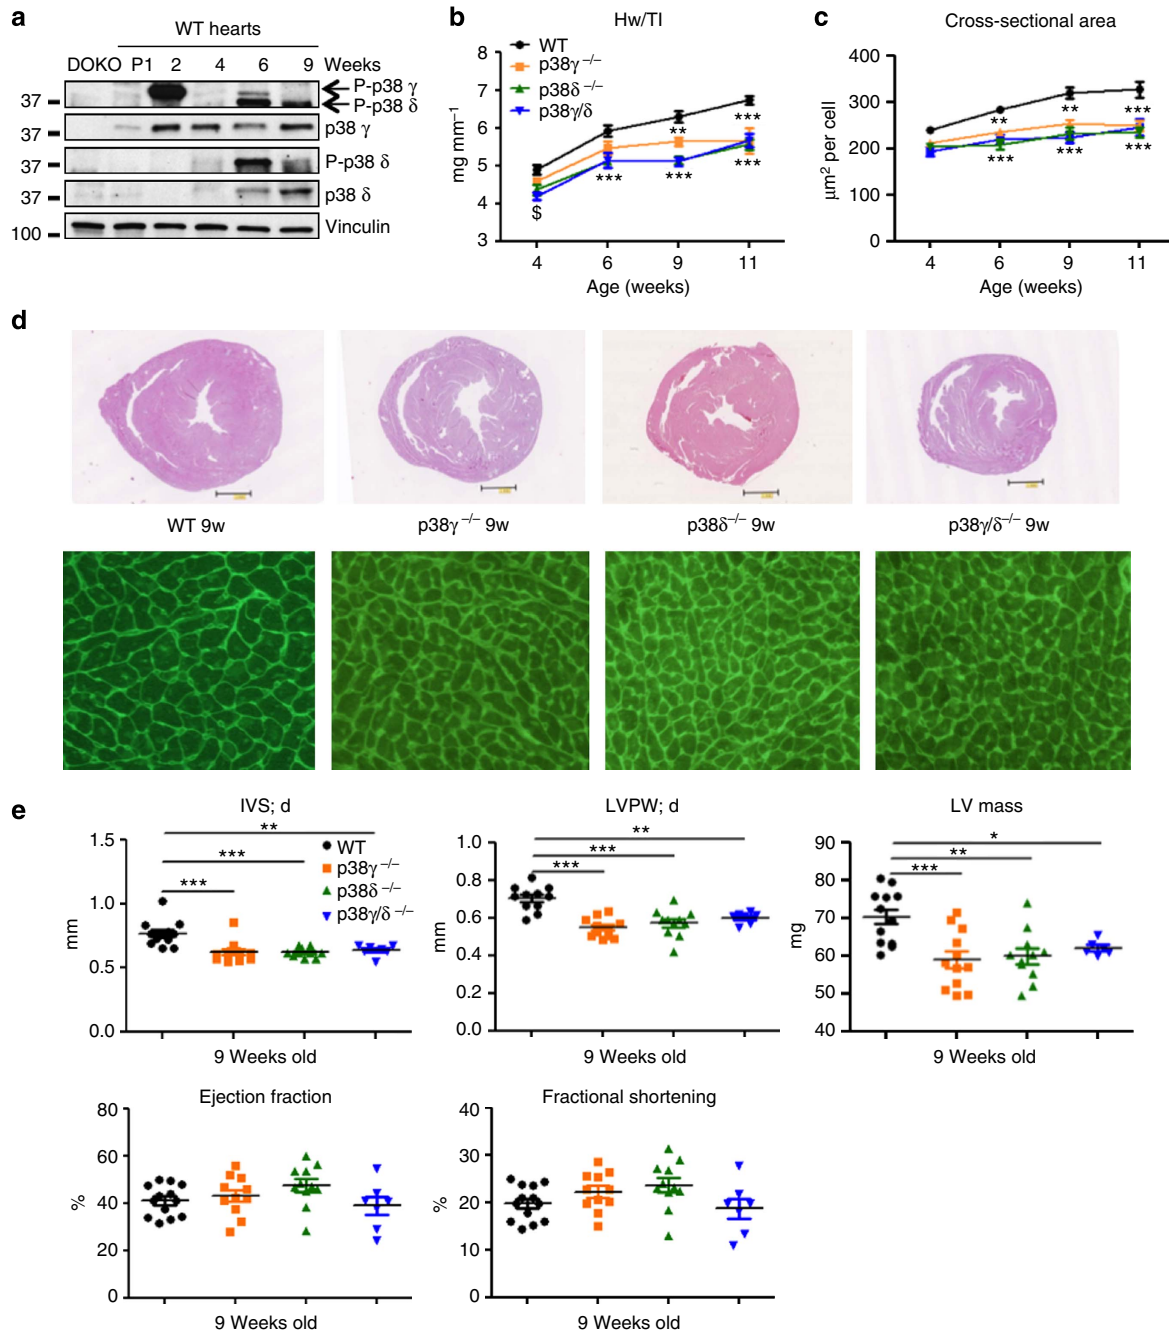 a
WT hearts
DOKO P1 2 4 6 9 Weeks
37
P-p38 γ
P-p38 δ
37
p38 γ
37
P-p38 δ
37
p38 δ
100
Vinculin
b
Hw/TI
8
7
6
5
4
3
mg mm⁻¹
WT
p38γ ⁻/⁻
p38δ ⁻/⁻
p38γ/δ
**
***
***
***
***
$
4 6 9 11
Age (weeks)
c
Cross-sectional area
400
300
200
100
0
µm² per cell
**
**
***
***
***
***
4 6 9 11
Age (weeks)
d
WT 9w
p38γ ⁻/⁻ 9w
p38δ⁻/⁻ 9w
p38γ/δ⁻/⁻ 9w
e
IVS; d
1.5
1.0
0.5
0.0
mm
**
***
***
WT
p38γ ⁻/⁻
p38δ ⁻/⁻
p38γ/δ ⁻/⁻
9 Weeks old
LVPW; d
1.0
0.8
0.6
0.4
0.2
0.0
mm
**
***
***
9 Weeks old
LV mass
90
80
70
60
50
40
mg
*
**
***
9 Weeks old
Ejection fraction
80
60
40
20
0
%
9 Weeks old
Fractional shortening
40
30
20
10
0
%
9 Weeks old